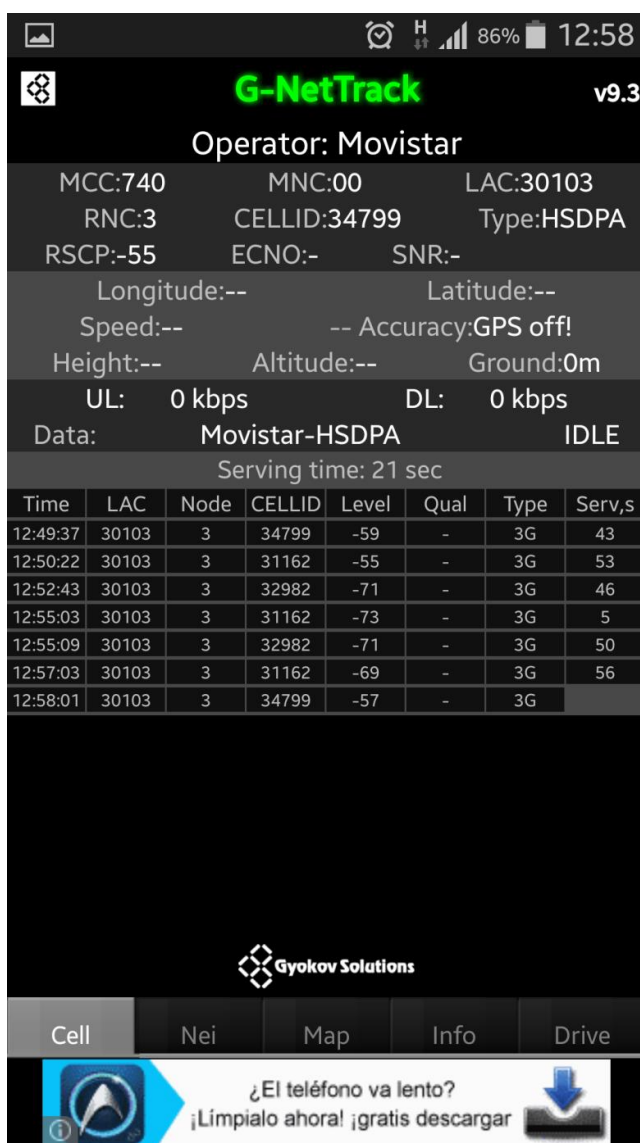 H 86% 12:58
G-NetTrack v9.3
Operator: Movistar
MCC:740 MNC:00 LAC:30103
RNC:3 CELLID:34799 Type:HSDPA
RSCP:-55 ECNO:- SNR:-
Longitude:-- Latitude:--
Speed:-- -- Accuracy:GPS off!
Height:-- Altitude:-- Ground:0m
UL: 0 kbps DL: 0 kbps
Data: Movistar-HSDPA IDLE
Serving time: 21 sec
Time LAC Node CELLID Level Qual Type Serv,s
12:49:37 30103 3 34799 -59 - 3G 43
12:50:22 30103 3 31162 -55 - 3G 53
12:52:43 30103 3 32982 -71 - 3G 46
12:55:03 30103 3 31162 -73 - 3G 5
12:55:09 30103 3 32982 -71 - 3G 50
12:57:03 30103 3 31162 -69 - 3G 56
12:58:01 30103 3 34799 -57 - 3G
Gyokov Solutions
Cell Nei Map Info Drive
¿El teléfono va lento?
¡Límpialo ahora! ¡gratis descargar